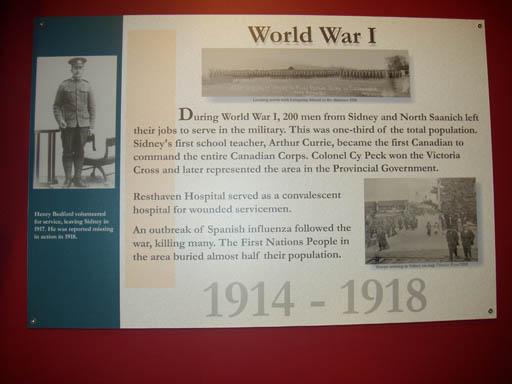 World War I
During World War I, 200 men from Sidney and North Saanich left
their jobs to serve in the military. This was one-third of the total population.
Sidney's first school teacher, Arthur Currie, became the first Canadian to
command the entire Canadian Corps. Colonel Cy Peck won the Victoria
Cross and later represented the area in the Provincial Government.
Resthaven Hospital served as a convalescent
hospital for wounded servicemen.
An outbreak of Spanish influenza followed the
war, killing many. The First Nations People in
the area buried almost half their population.
Henry Bedford volunteered
for service, leaving Sidney in
1917. He was reported missing
in action in 1918.
1914 - 1918